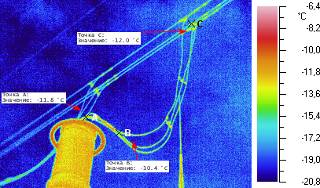 Точка C:
Значение: -12.0 °C
C
Точка A:
Значение: -11.8 °C
B
Точка B:
Значение: -10.4 °C
-6.4
°C
-8.2
-10.0
-11.8
-13.6
-15.4
-17.2
-19.0
-20.8